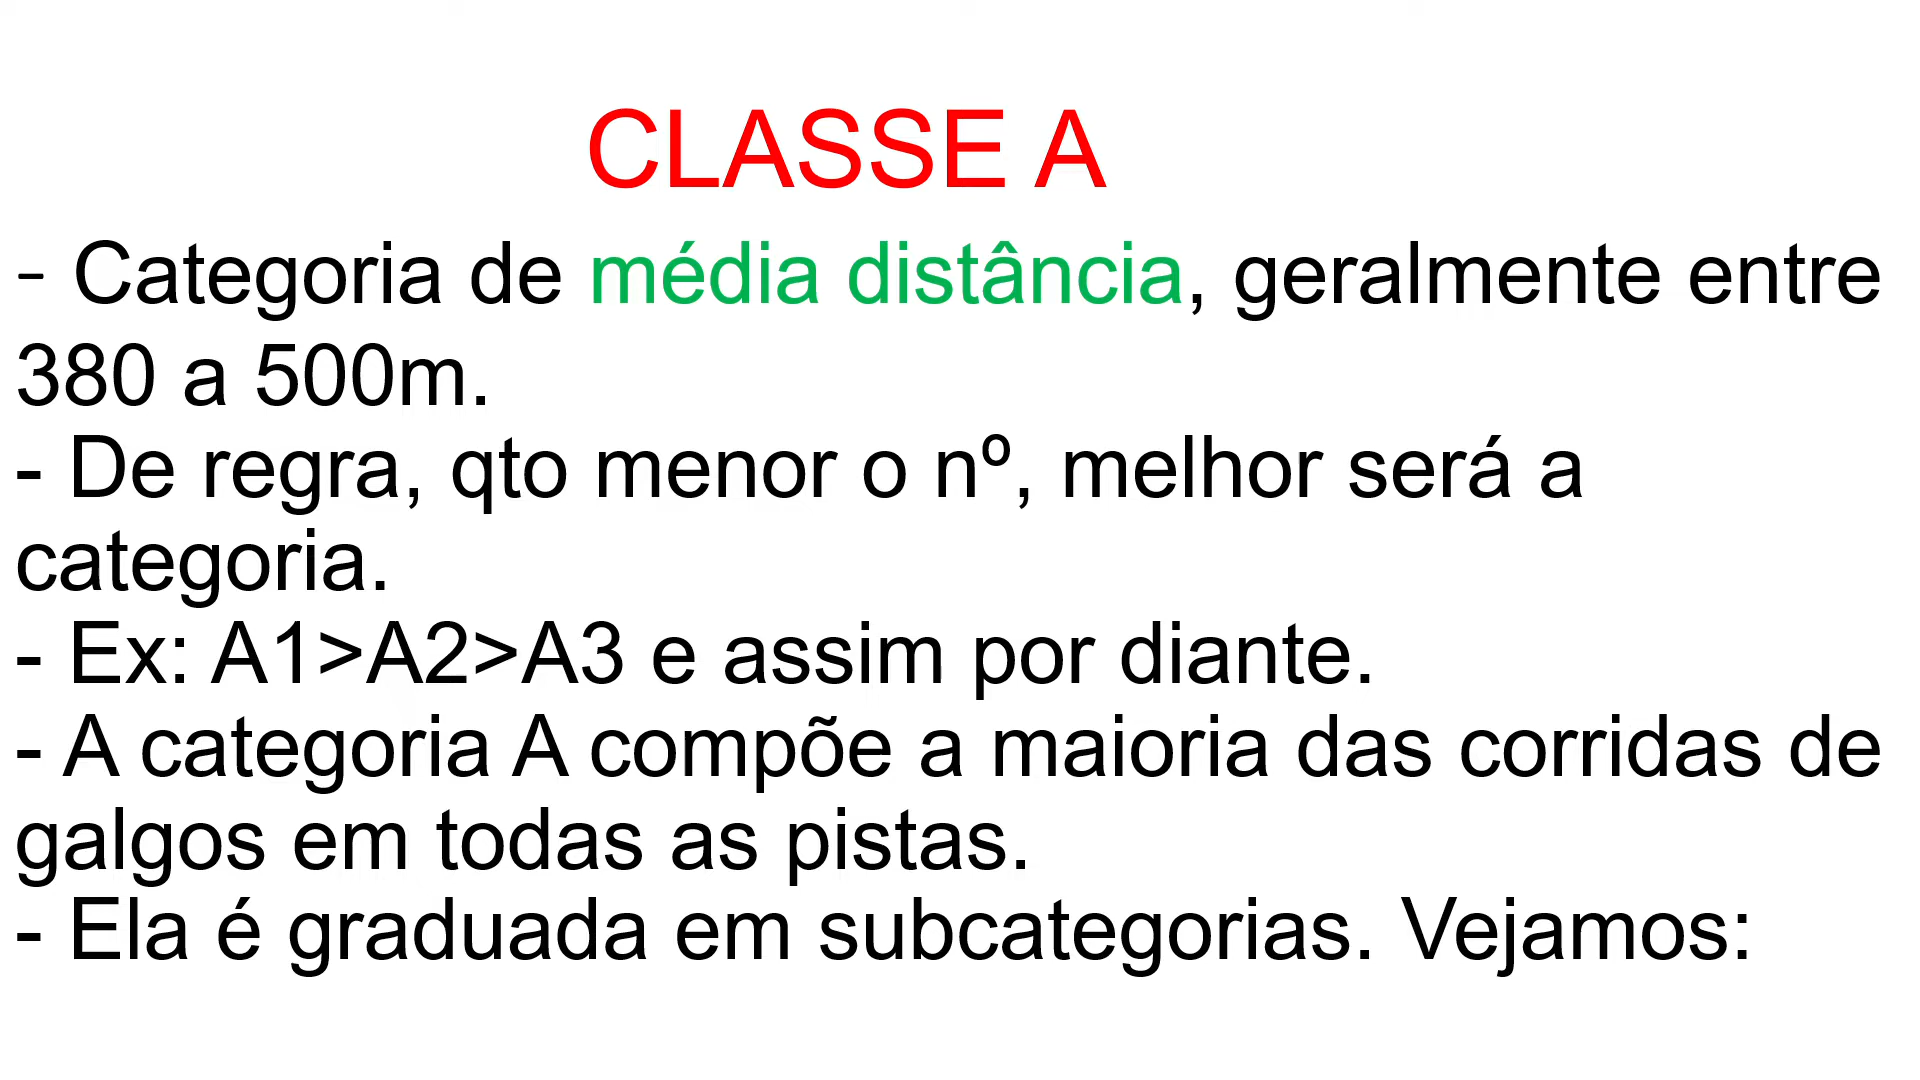 CLASSE A
- Categoria de média distância, geralmente entre
380 a 500m.
- De regra, qto menor o nº, melhor será a
categoria.
- Ex: A1>A2>A3 e assim por diante.
- A categoria A compõe a maioria das corridas de
galgos em todas as pistas.
- Ela é graduada em subcategorias. Vejamos: